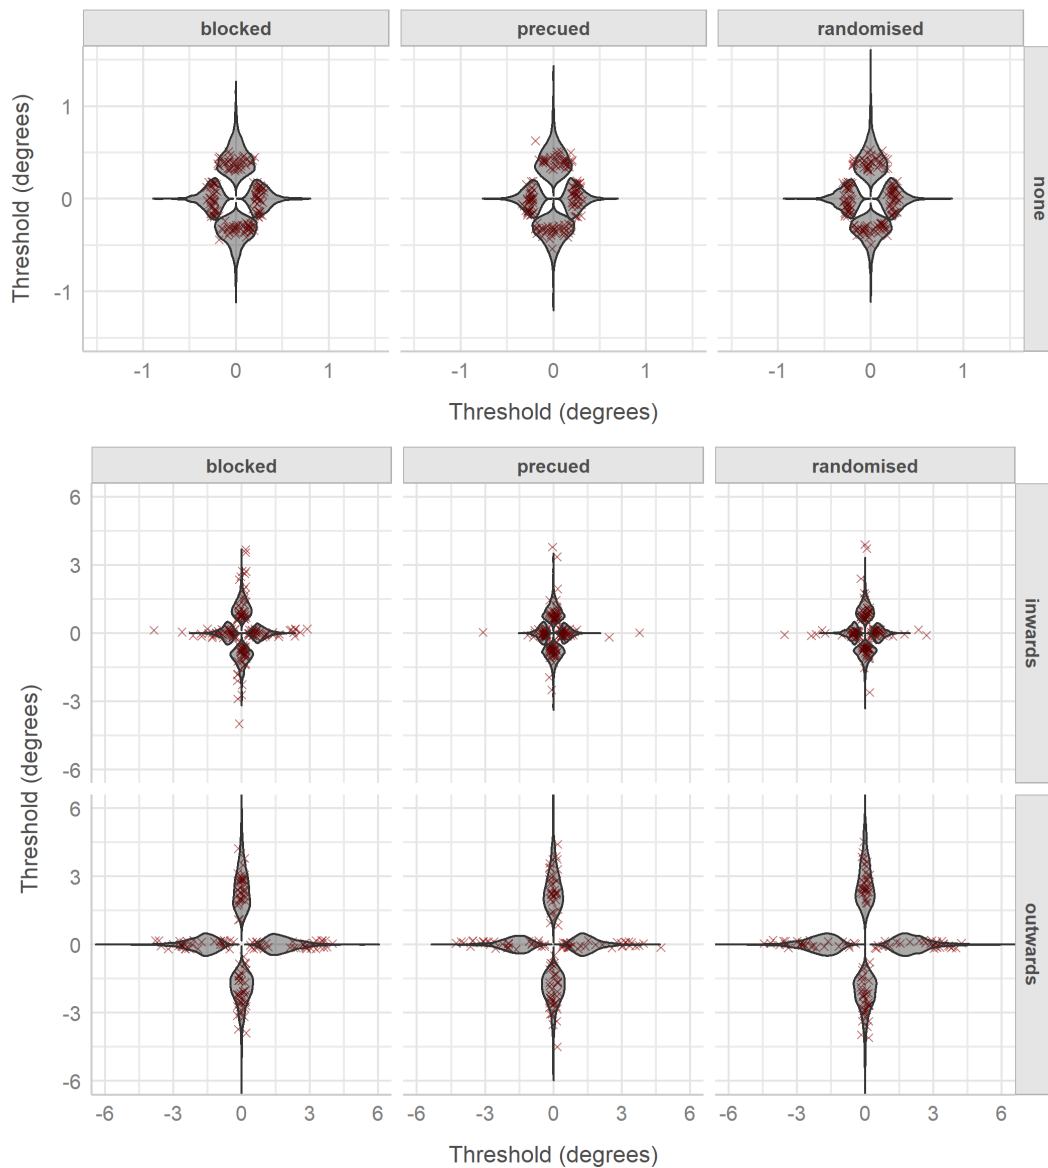 blocked precued randomised
1
0
-1
Threshold (degrees)
none
-1 0 1 -1 0 1 -1 0 1
Threshold (degrees)
blocked precued randomised
6
3
0
-3
-6
inwards
Threshold (degrees)
6
3
0
-3
-6
outwards
-6 -3 0 3 6 -6 -3 0 3 6 -6 -3 0 3 6
Threshold (degrees)